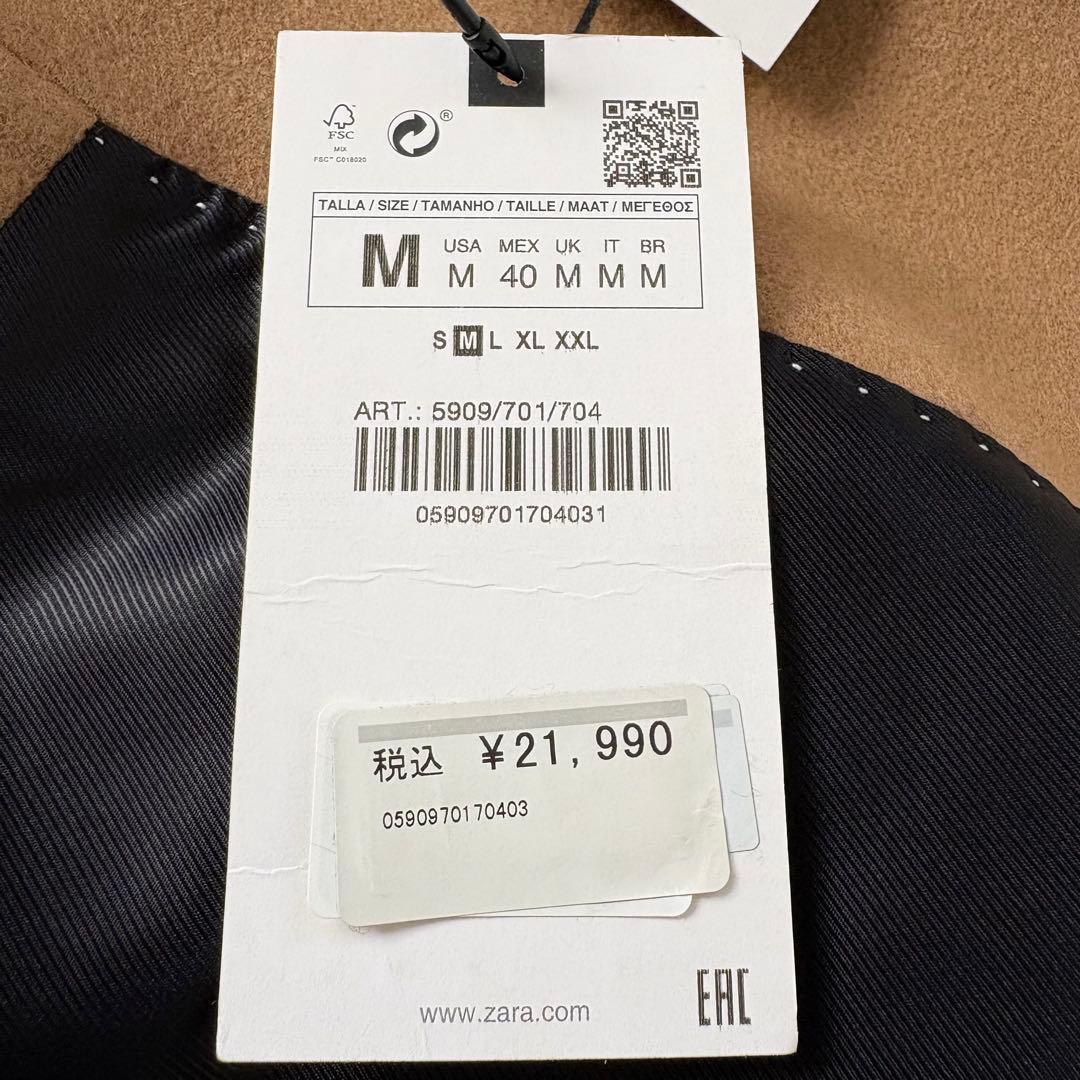 ®
FSC
MIX
FSC™ C018020
TALLA / SIZE / TAMANHO / TAILLE / MAAT / ΜΕΓΕΘΟΣ
M
USA MEX UK IT BR
M 40 M M M
S M L XL XXL
ART.: 5909/701/704
05909701704031
税込 ¥21,990
0590970170403
www.zara.com
EAC